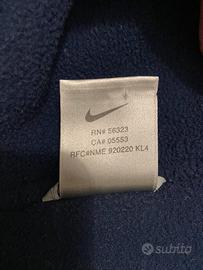 RN# 56323
CA# 05553
RFC#NME 920220 KL4
subito